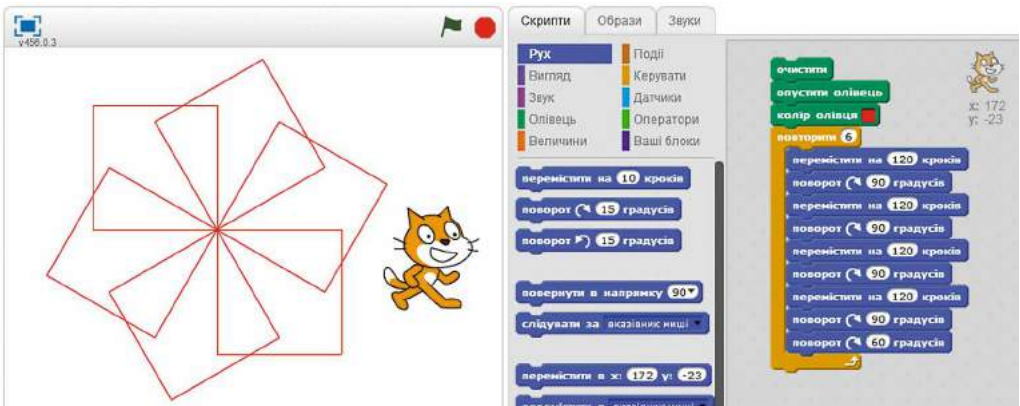 v456.0.3
Скрипти Образи Звуки
Рух Події
Вигляд Керувати
Звук Датчики
Олівець Оператори
Величини Ваші блоки
перемістити на 10 кроків
поворот 15 градусів
поворот 15 градусів
повернути в напрямку 90
слідувати за вказівник миші
перемістити в x: 172 y: -23
очистити
опустити олівець
колір олівця
повторити 6
перемістити на 120 кроків
поворот 90 градусів
перемістити на 120 кроків
поворот 90 градусів
перемістити на 120 кроків
поворот 90 градусів
перемістити на 120 кроків
поворот 90 градусів
поворот 60 градусів
x: 172
y: -23